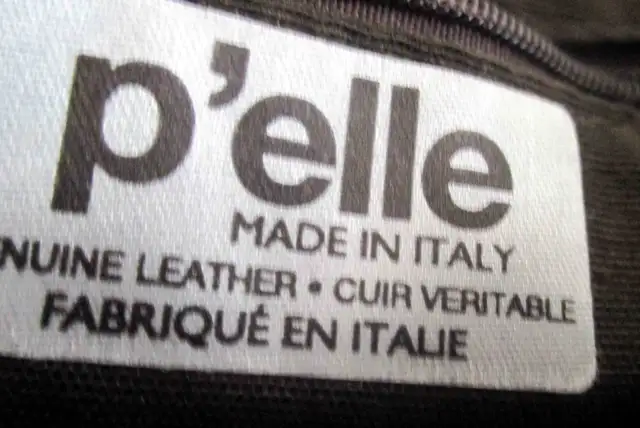 p'elle
MADE IN ITALY
NUINE LEATHER • CUIR VERITABLE
FABRIQUÉ EN ITALIE